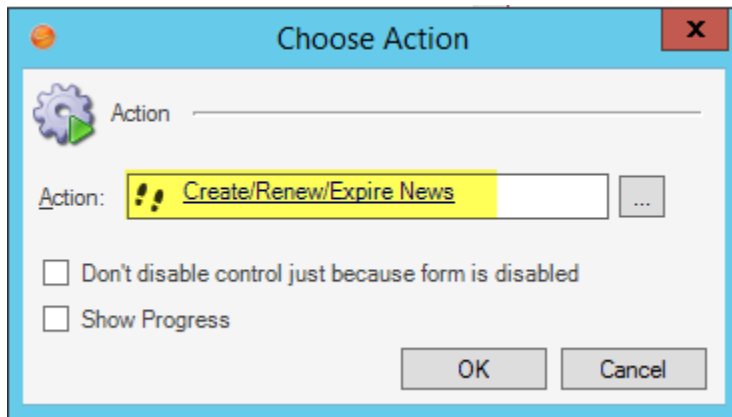 Choose Action
x
Action
Action: Create/Renew/Expire News ...
Don't disable control just because form is disabled
Show Progress
OK Cancel